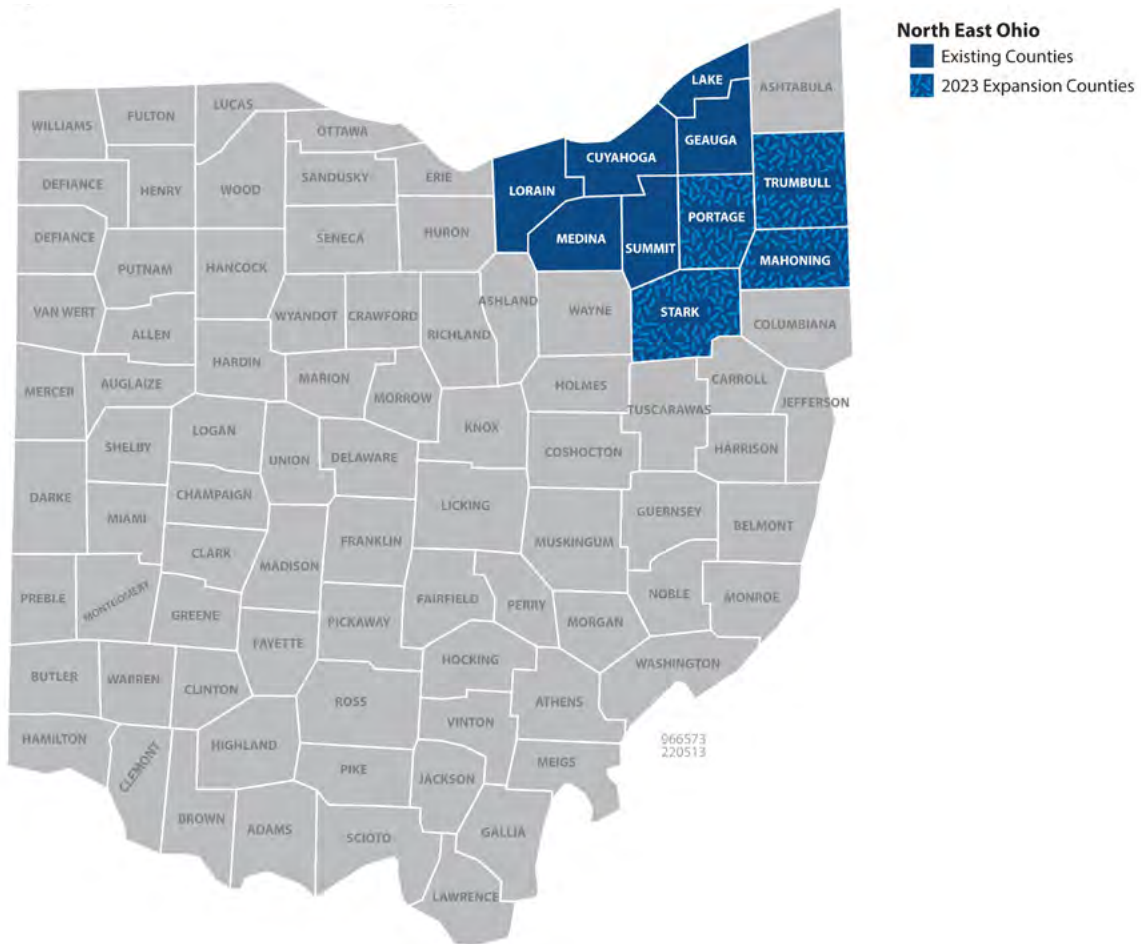 North East Ohio
Existing Counties
2023 Expansion Counties
LAKE
ASHTABULA
LUCAS
FULTON
WILLIAMS
OTTAWA
GEAUGA
CUYAHOGA
SANDUSKY
ERIE
TRUMBULL
DEFIANCE
HENRY
WOOD
LORAIN
PORTAGE
DEFIANCE
SENECA
HURON
MEDINA
SUMMIT
MAHONING
PUTNAM
HANCOCK
ASHLAND
VAN WERT
WYANDOT
CRAWFORD
WAYNE
STARK
COLUMBIANA
ALLEN
RICHLAND
HARDIN
MARION
CARROLL
MERCER
AUGLAIZE
HOLMES
MORROW
JEFFERSON
TUSCARAWAS
LOGAN
KNOX
SHELBY
UNION
DELAWARE
COSHOCTON
HARRISON
DARKE
CHAMPAIGN
LICKING
GUERNSEY
MIAMI
BELMONT
FRANKLIN
MUSKINGUM
CLARK
MADISON
PREBLE
MONTGOMERY
FAIRFIELD
PERRY
NOBLE
MONROE
GREENE
PICKAWAY
MORGAN
FAYETTE
HOCKING
WASHINGTON
BUTLER
WARREN
CLINTON
ROSS
ATHENS
VINTON
HAMILTON
HIGHLAND
966573
220513
CLEMONT
PIKE
MEIGS
JACKSON
BROWN
ADAMS
SCIOTO
GALLIA
LAWRENCE